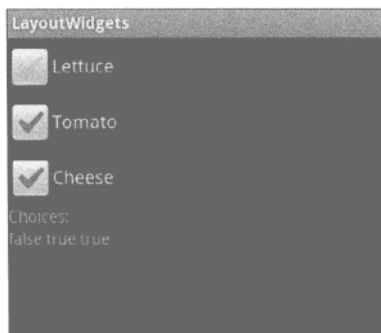 LayoutWidgets
Lettuce
Tomato
Cheese
Choices:
false true true